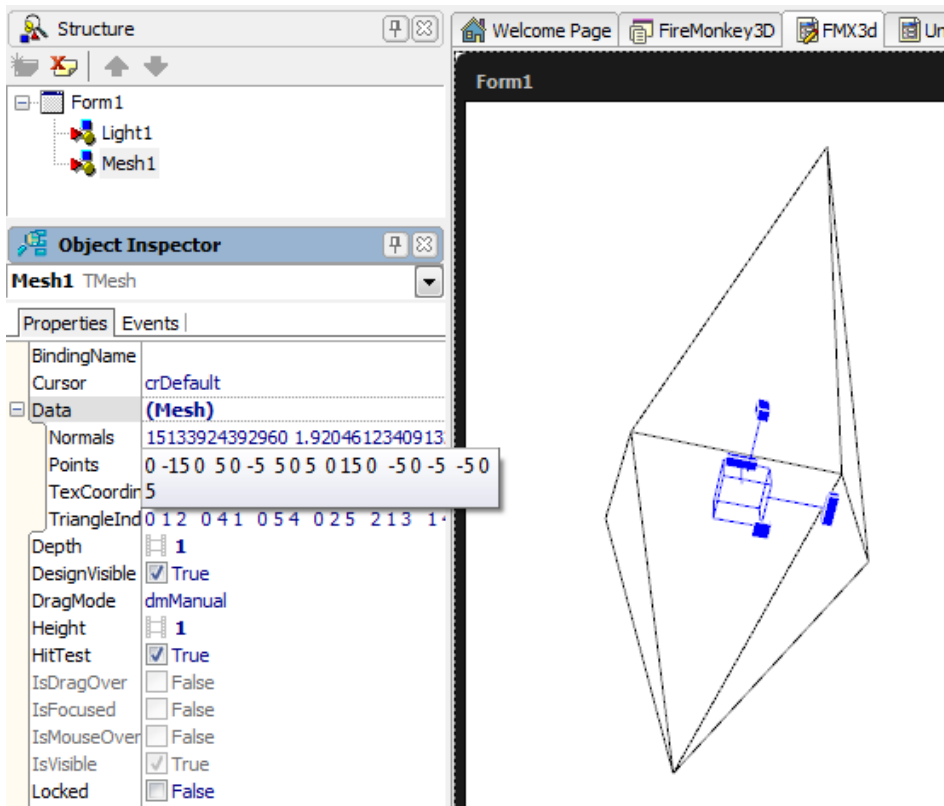 Structure
Form1
Light1
Mesh1
Object Inspector
Mesh1 TMesh
Properties Events
BindingName
Cursor crDefault
Data (Mesh)
Normals 15133924392960 1.9204612340913
Points 0 -15 0 5 0 -5 5 0 5 0 15 0 -5 0 -5 -5 0
TexCoordin 5
TriangleInd 0 1 2 0 4 1 0 5 4 0 2 5 2 1 3 1
Depth 1
DesignVisible True
DragMode dmManual
Height 1
HitTest True
IsDragOver False
IsFocused False
IsMouseOver False
IsVisible True
Locked False
Welcome Page FireMonkey3D FMX3d Un
Form1